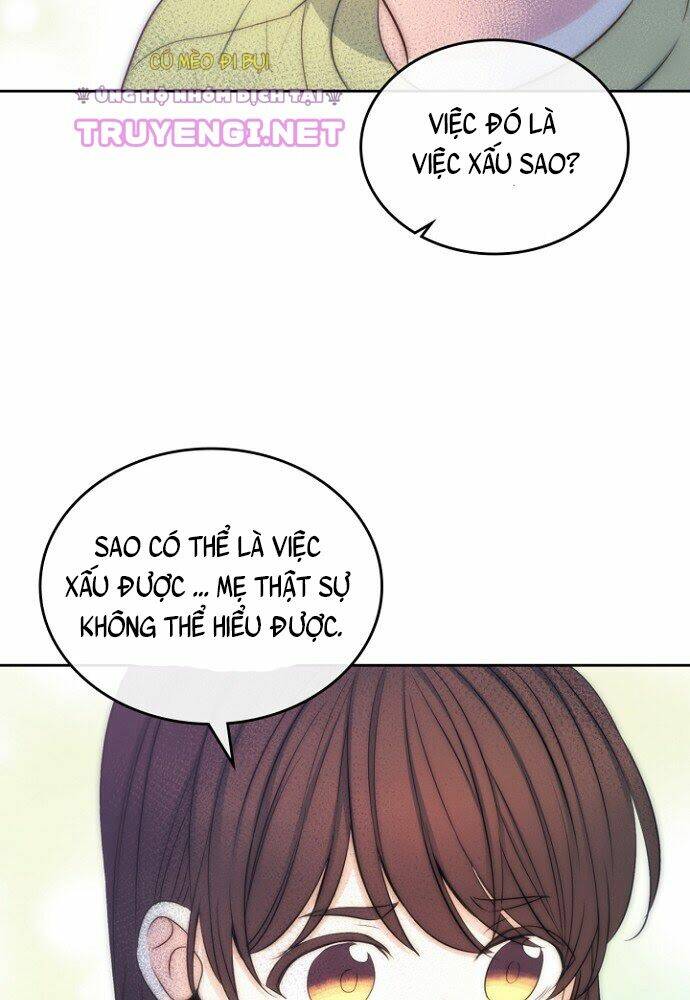 CÚ MÈO ĐI BỤI
ỦNG HỘ NHÓM DỊCH TẠI
TRUYENGI.NET
VIỆC ĐÓ LÀ
VIỆC XẤU SAO?
SAO CÓ THỂ LÀ VIỆC
XẤU ĐƯỢC ... MẸ THẬT SỰ
KHÔNG THỂ HIỂU ĐƯỢC.